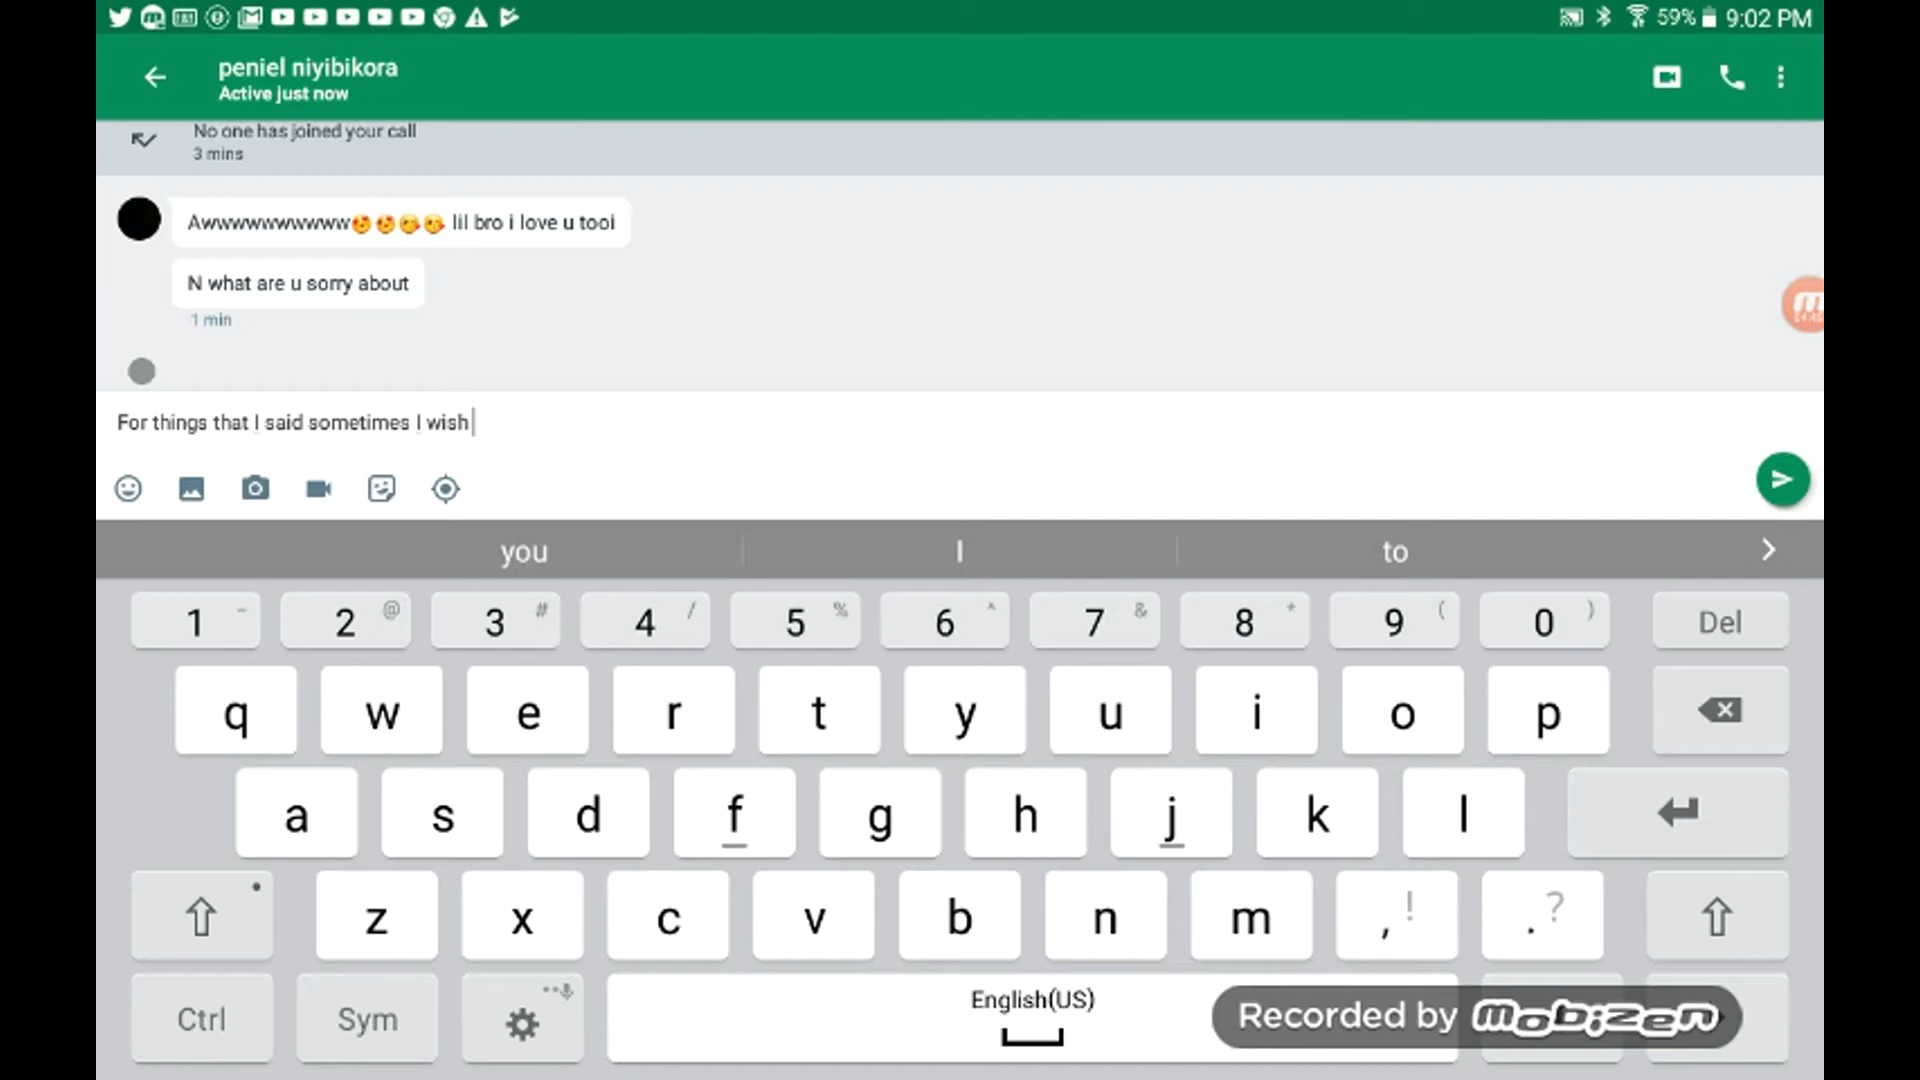 59% 9:02 PM
peniel niyibikora
Active just now
No one has joined your call
3 mins
Awwwwwwwwww😍😍😘😘 lil bro i love u tooi
N what are u sorry about
1 min
For things that I said sometimes I wish
you I to
1 - 2 @ 3 # 4 / 5 % 6 ^ 7 & 8 * 9 ( 0 ) Del
q w e r t y u i o p
a s d f g h j k l
z x c v b n m , ! . ?
Ctrl Sym English(US)
Recorded by mobizen